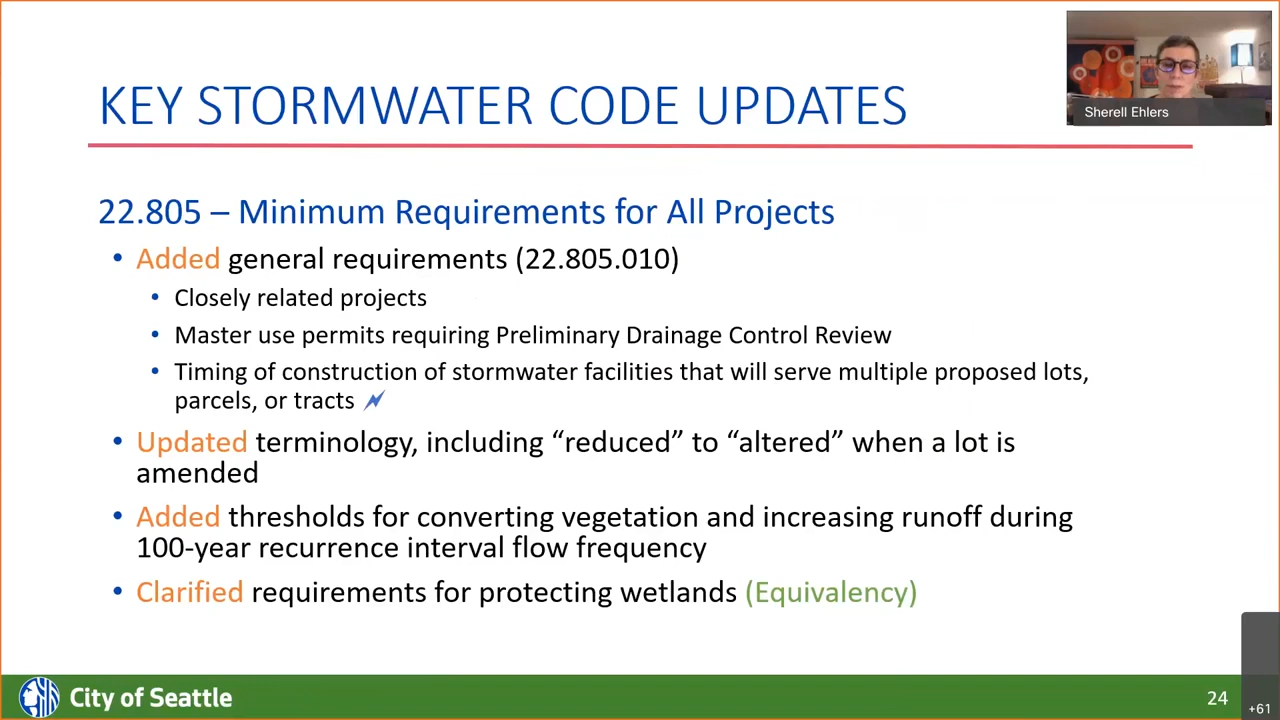 KEY STORMWATER CODE UPDATES
Sherell Ehlers
22.805 – Minimum Requirements for All Projects
• Added general requirements (22.805.010)
• Closely related projects
• Master use permits requiring Preliminary Drainage Control Review
• Timing of construction of stormwater facilities that will serve multiple proposed lots,
parcels, or tracts
• Updated terminology, including “reduced” to “altered” when a lot is
amended
• Added thresholds for converting vegetation and increasing runoff during
100-year recurrence interval flow frequency
• Clarified requirements for protecting wetlands (Equivalency)
City of Seattle
24
+61